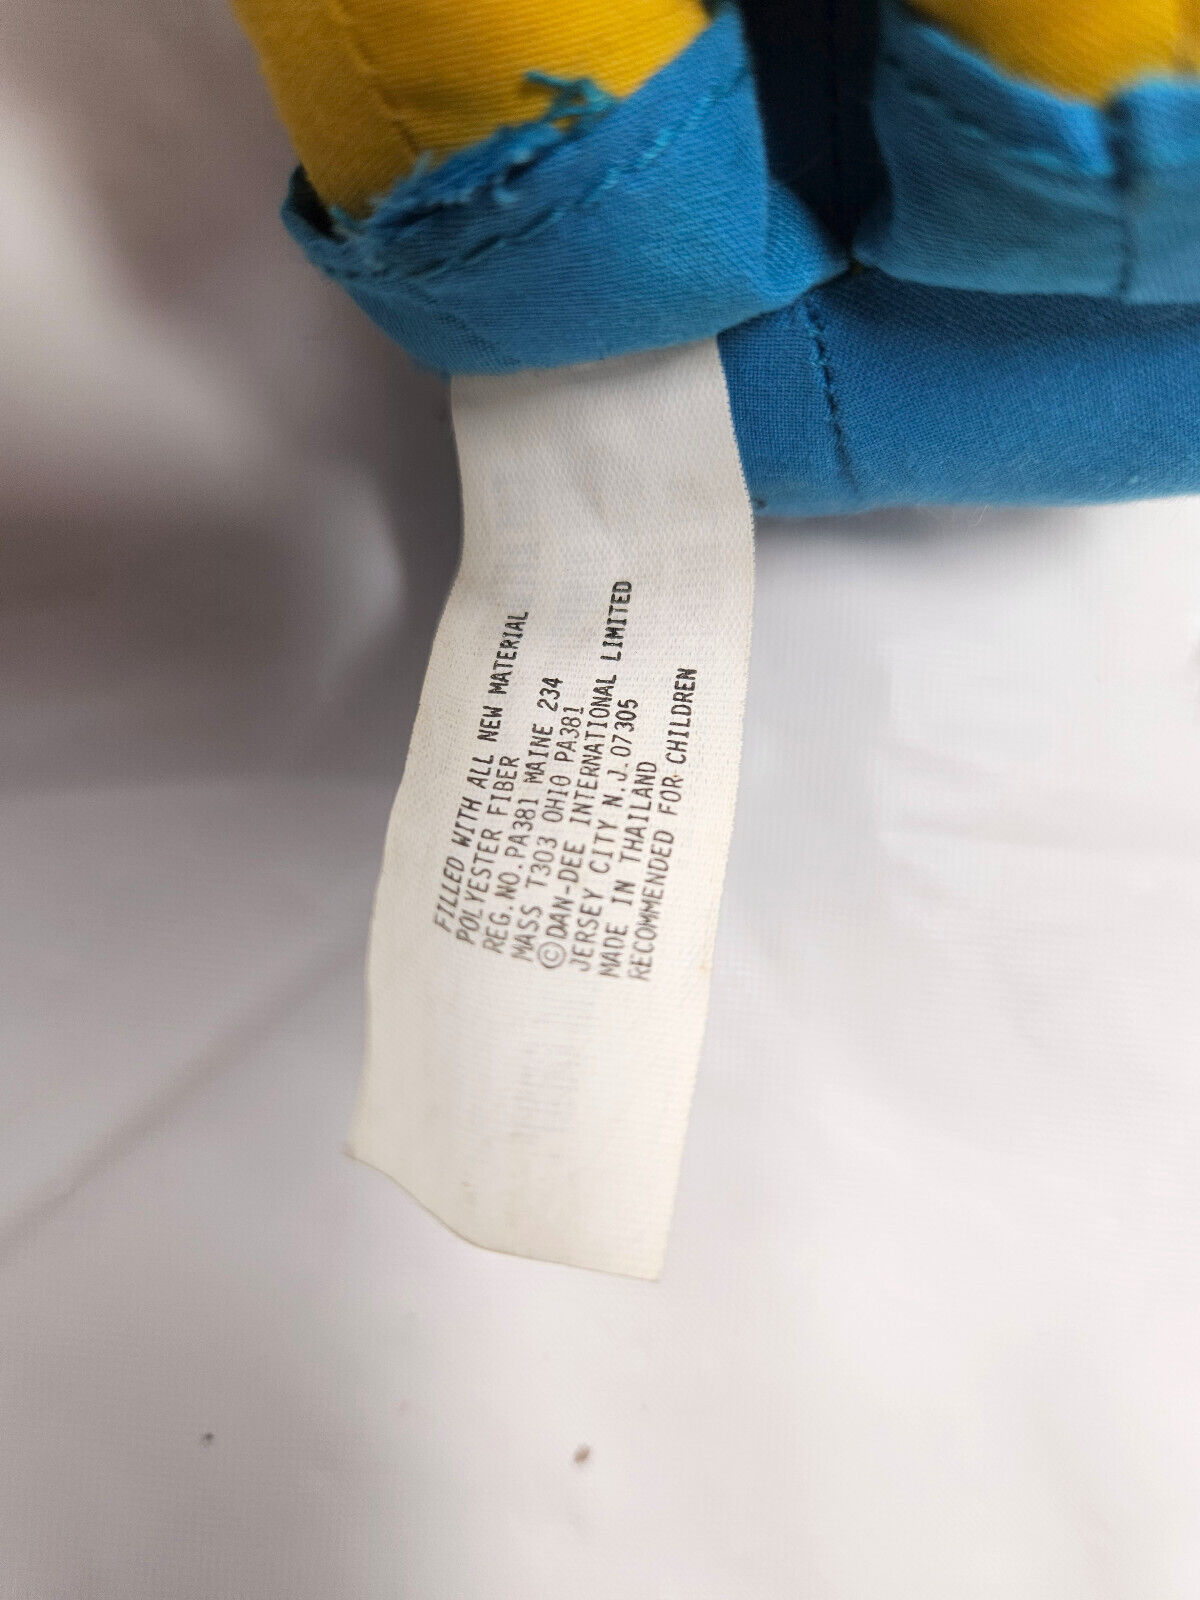 FILLED WITH ALL NEW MATERIAL
POLYESTER FIBER
REG. NO. PA381 MAINE 234
MASS T303 OHIO PA381
©DAN-DEE INTERNATIONAL LIMITED
JERSEY CITY N.J. 07305
MADE IN THAILAND
RECOMMENDED FOR CHILDREN